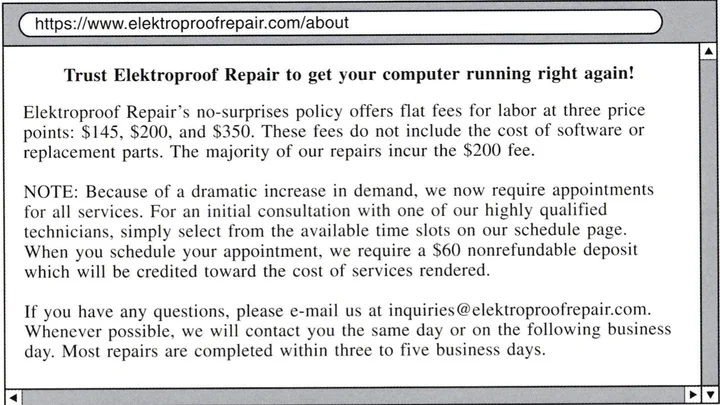 https://www.elektroproofrepair.com/about
Trust Elektroproof Repair to get your computer running right again!
Elektroproof Repair's no-surprises policy offers flat fees for labor at three price
points: $145, $200, and $350. These fees do not include the cost of software or
replacement parts. The majority of our repairs incur the $200 fee.
NOTE: Because of a dramatic increase in demand, we now require appointments
for all services. For an initial consultation with one of our highly qualified
technicians, simply select from the available time slots on our schedule page.
When you schedule your appointment, we require a $60 nonrefundable deposit
which will be credited toward the cost of services rendered.
If you have any questions, please e-mail us at inquiries@elektroproofrepair.com.
Whenever possible, we will contact you the same day or on the following business
day. Most repairs are completed within three to five business days.